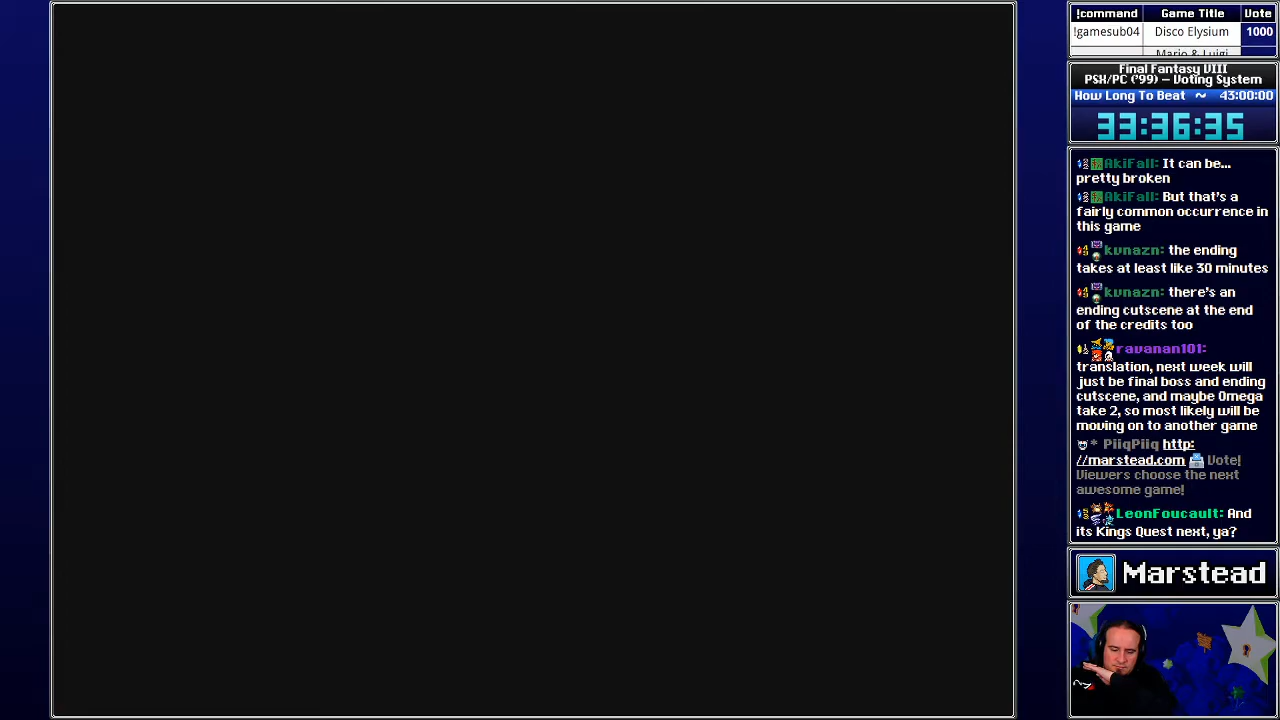 !command Game Title Vote
!gamesub04 Disco Elysium 1000
Mario & Luigi
Final Fantasy VIII
PSX/PC ('99) – Voting System
How Long To Beat ~ 43:00:00
33:36:35
AkiFall: It can be...
pretty broken
AkiFall: But that's a
fairly common occurrence in
this game
kvnazn: the ending
takes at least like 30 minutes
kvnazn: there's an
ending cutscene at the end
of the credits too
ravanan101:
translation, next week will
just be final boss and ending
cutscene, and maybe Omega
take 2, so most likely will be
moving on to another game
* PiiqPiiq http:
//marstead.com Vote!
Viewers choose the next
awesome game!
LeonFoucault: And
its Kings Quest next, ya?
Marstead